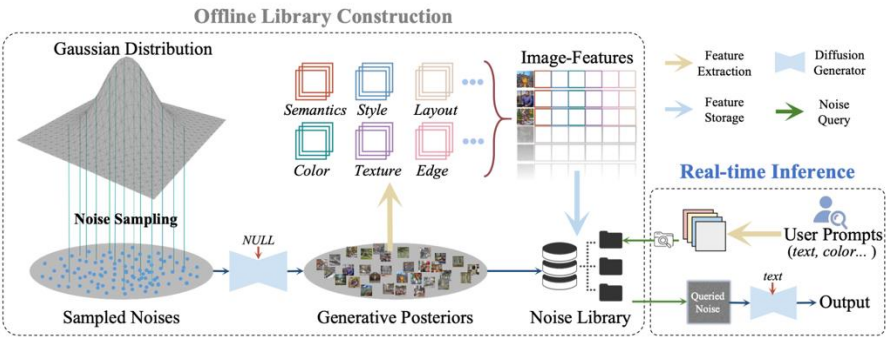 Offline Library Construction
Gaussian Distribution
Noise Sampling
Sampled Noises
NULL
Semantics
Style
Layout
Color
Texture
Edge
Generative Posteriors
Image-Features
Noise Library
Feature
Extraction
Diffusion
Generator
Feature
Storage
Noise
Query
Real-time Inference
User Prompts
(text, color... )
Queried
Noise
text
Output